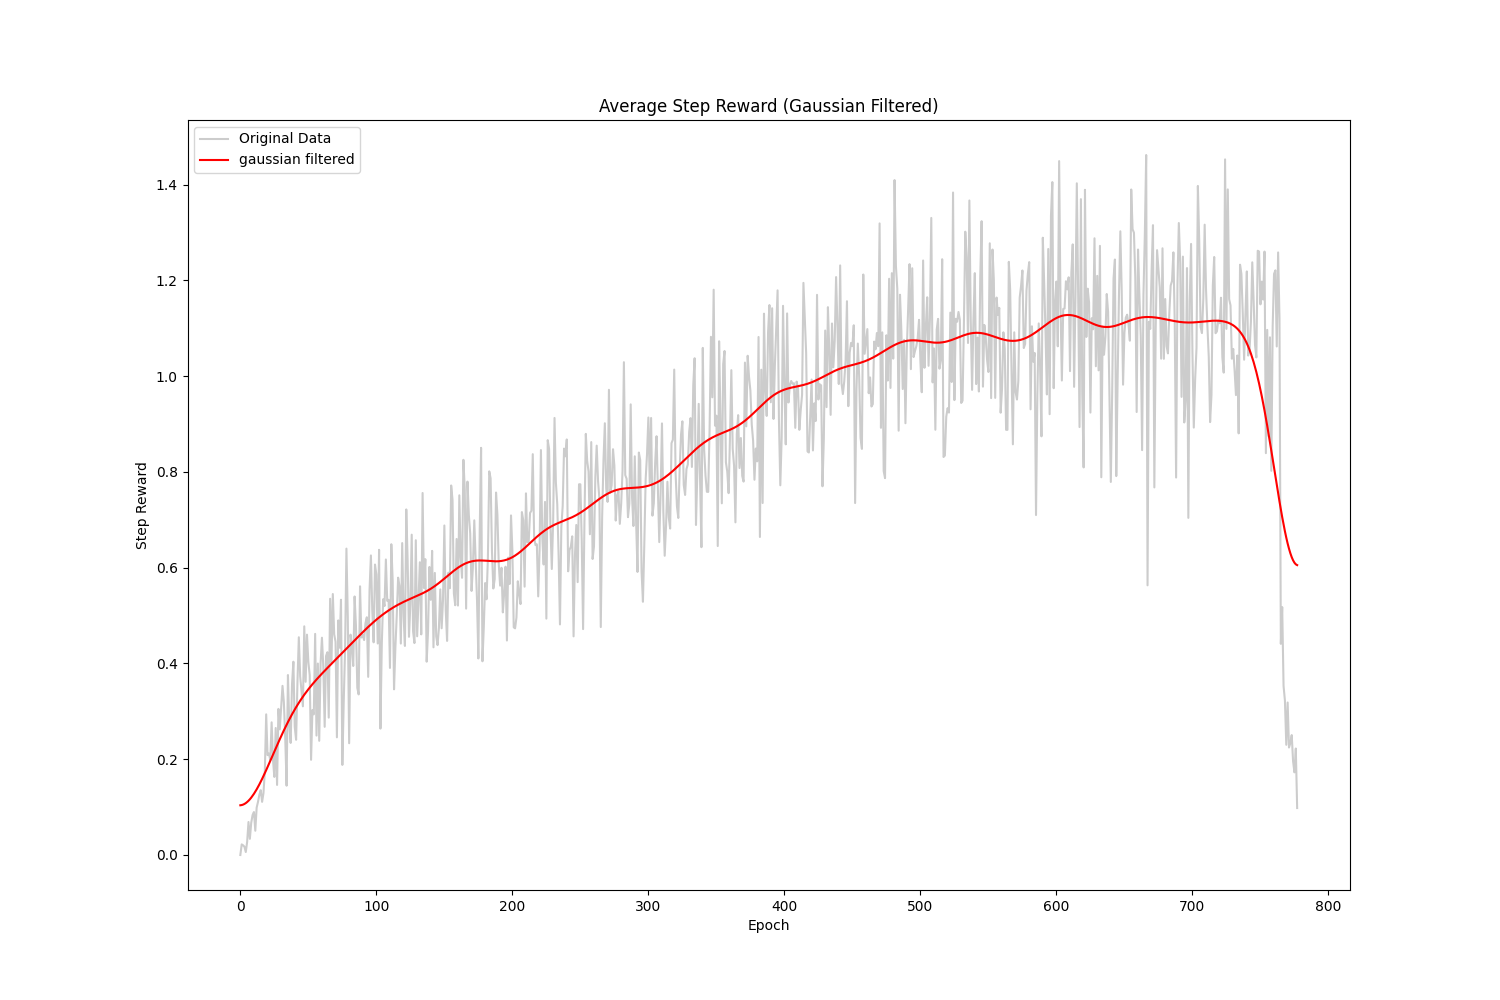 Average Step Reward (Gaussian Filtered)
Original Data
gaussian filtered
1.4
1.2
1.0
0.8
0.6
0.4
0.2
0.0
Step Reward
0 100 200 300 400 500 600 700 800
Epoch